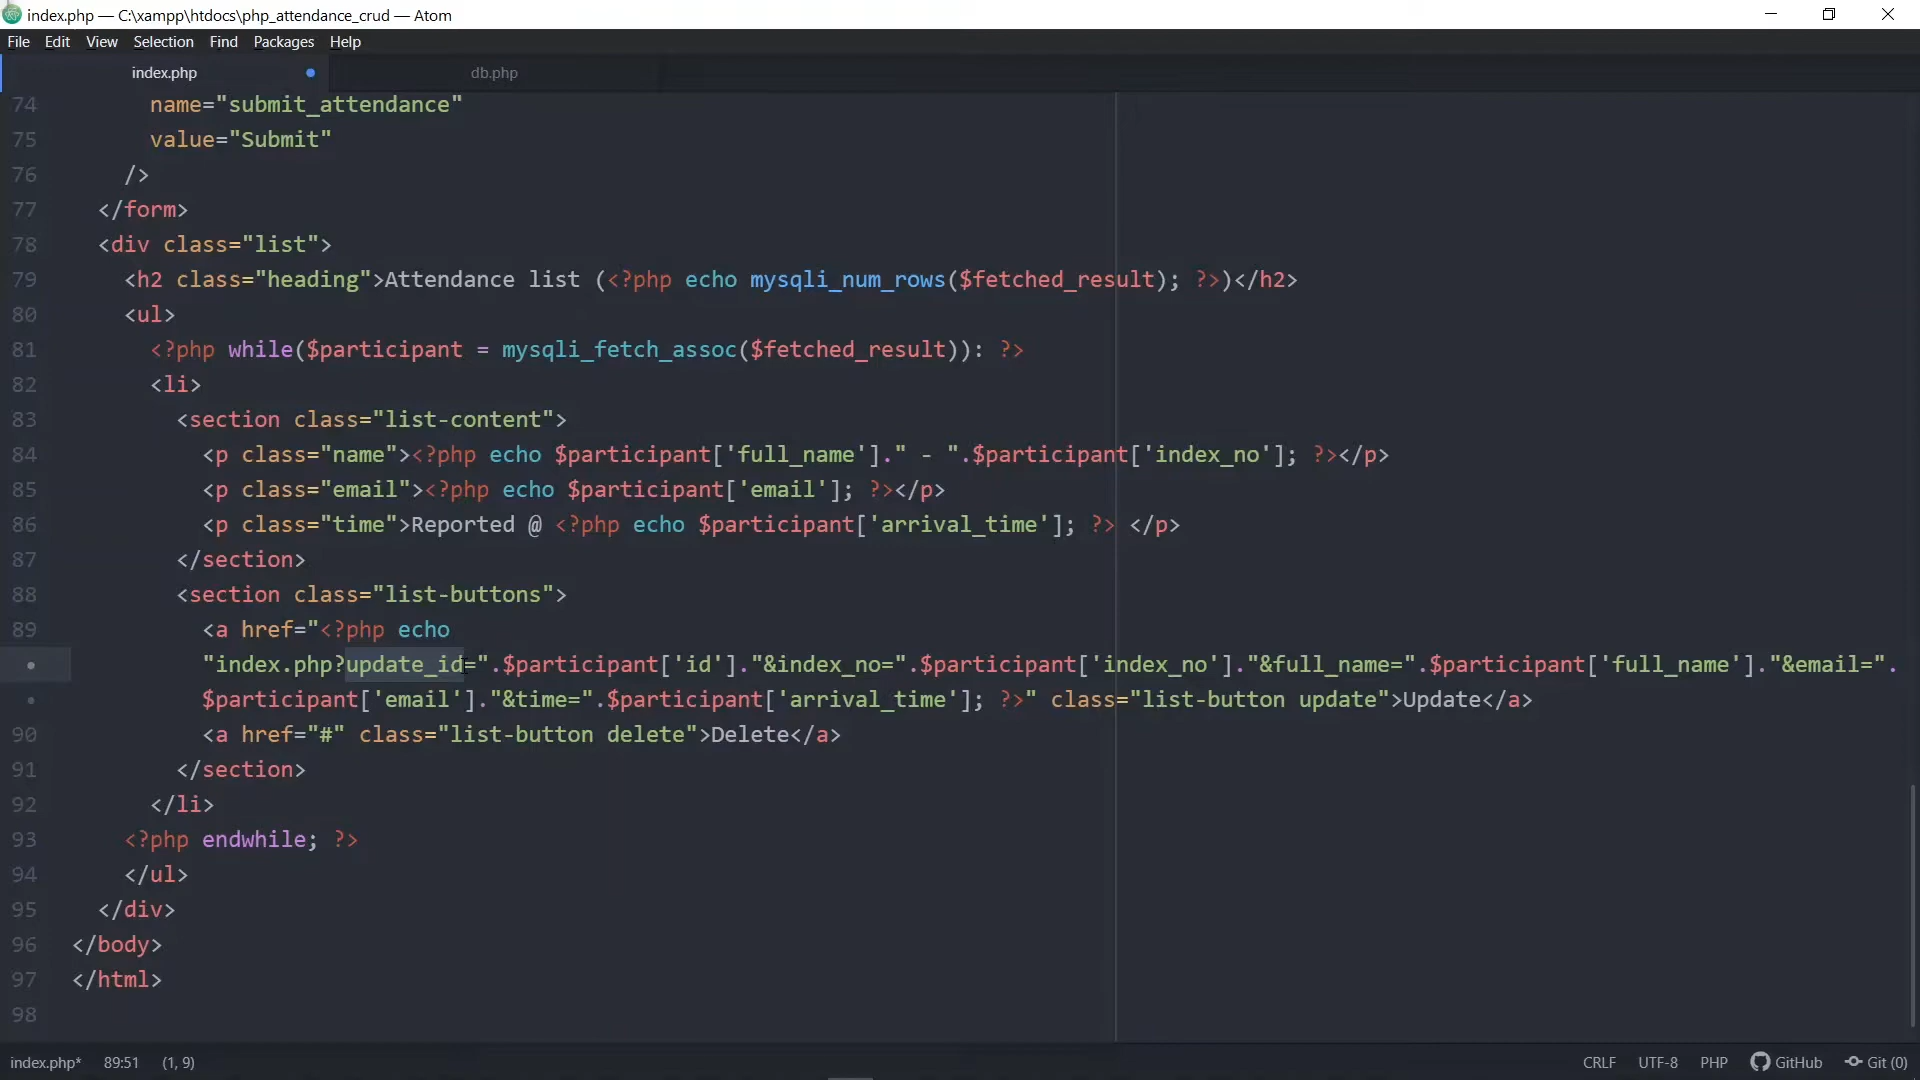 index.php — C:\xampp\htdocs\php_attendance_crud — Atom
File Edit View Selection Find Packages Help
index.php db.php
74 name="submit_attendance"
75 value="Submit"
76 />
77 </form>
78 <div class="list">
79 <h2 class="heading">Attendance list (<?php echo mysqli_num_rows($fetched_result); ?>)</h2>
80 <ul>
81 <?php while($participant = mysqli_fetch_assoc($fetched_result)): ?>
82 <li>
83 <section class="list-content">
84 <p class="name"><?php echo $participant['full_name']." - ".$participant['index_no']; ?></p>
85 <p class="email"><?php echo $participant['email']; ?></p>
86 <p class="time">Reported @ <?php echo $participant['arrival_time']; ?> </p>
87 </section>
88 <section class="list-buttons">
89 <a href="<?php echo
"index.php?update_id=".$participant['id']."&index_no=".$participant['index_no']."&full_name=".$participant['full_name']."&email=".
$participant['email']."&time=".$participant['arrival_time']; ?>" class="list-button update">Update</a>
90 <a href="#" class="list-button delete">Delete</a>
91 </section>
92 </li>
93 <?php endwhile; ?>
94 </ul>
95 </div>
96 </body>
97 </html>
98
index.php* 89:51 (1, 9) CRLF UTF-8 PHP GitHub Git (0)